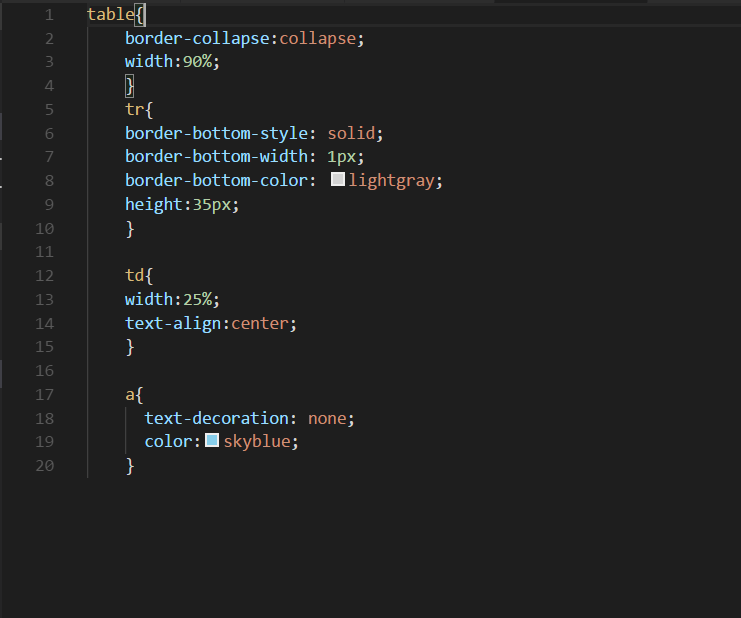 1 table{
2 border-collapse:collapse;
3 width:90%;
4 }
5 tr{
6 border-bottom-style: solid;
7 border-bottom-width: 1px;
8 border-bottom-color: lightgray;
9 height:35px;
10 }
11
12 td{
13 width:25%;
14 text-align:center;
15 }
16
17 a{
18 text-decoration: none;
19 color:skyblue;
20 }